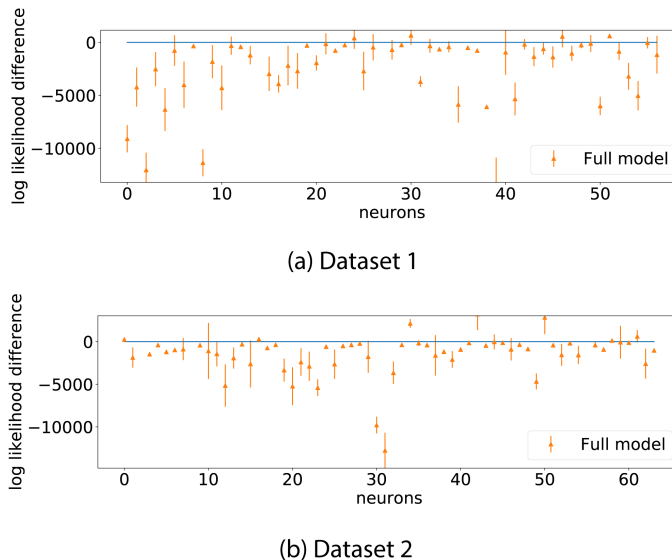 log likelihood difference
0
−5000
−10000
Full model
0 10 20 30 40 50
neurons
(a) Dataset 1
log likelihood difference
0
−5000
−10000
Full model
0 10 20 30 40 50 60
neurons
(b) Dataset 2